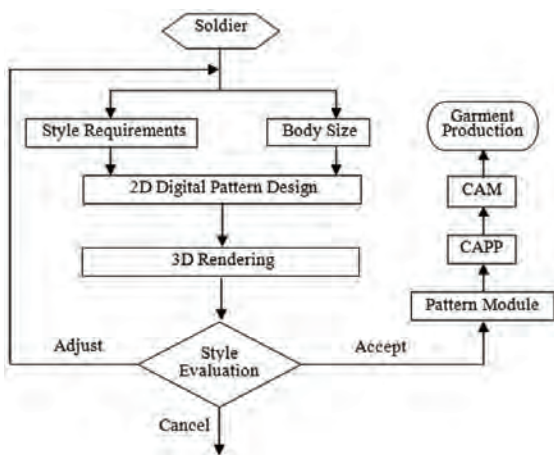 Soldier
Style Requirements
Body Size
2D Digital Pattern Design
3D Rendering
Style
Evaluation
Adjust
Accept
Cancel
Pattern Module
CAPP
CAM
Garment
Production